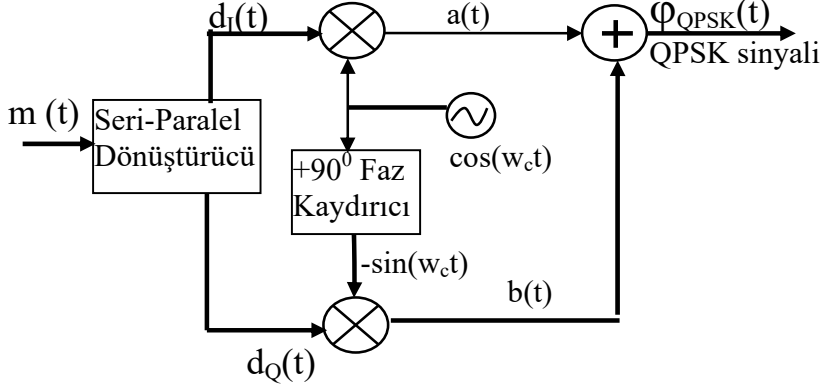 d_I(t)
a(t)
φ_QPSK(t)
QPSK sinyali
m (t)
Seri-Paralel
Dönüştürücü
cos(w_ct)
+90⁰ Faz
Kaydırıcı
-sin(w_ct)
b(t)
d_Q(t)